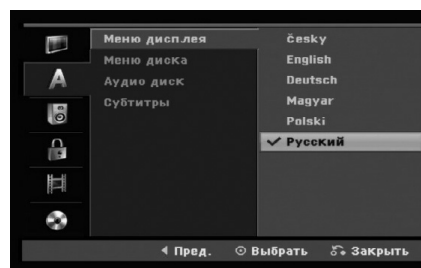 A
Меню дисплея
Меню диска
Аудио диск
Субтитры
česky
English
Deutsch
Magyar
Polski
✓ Русский
Пред. Выбрать Закрыть